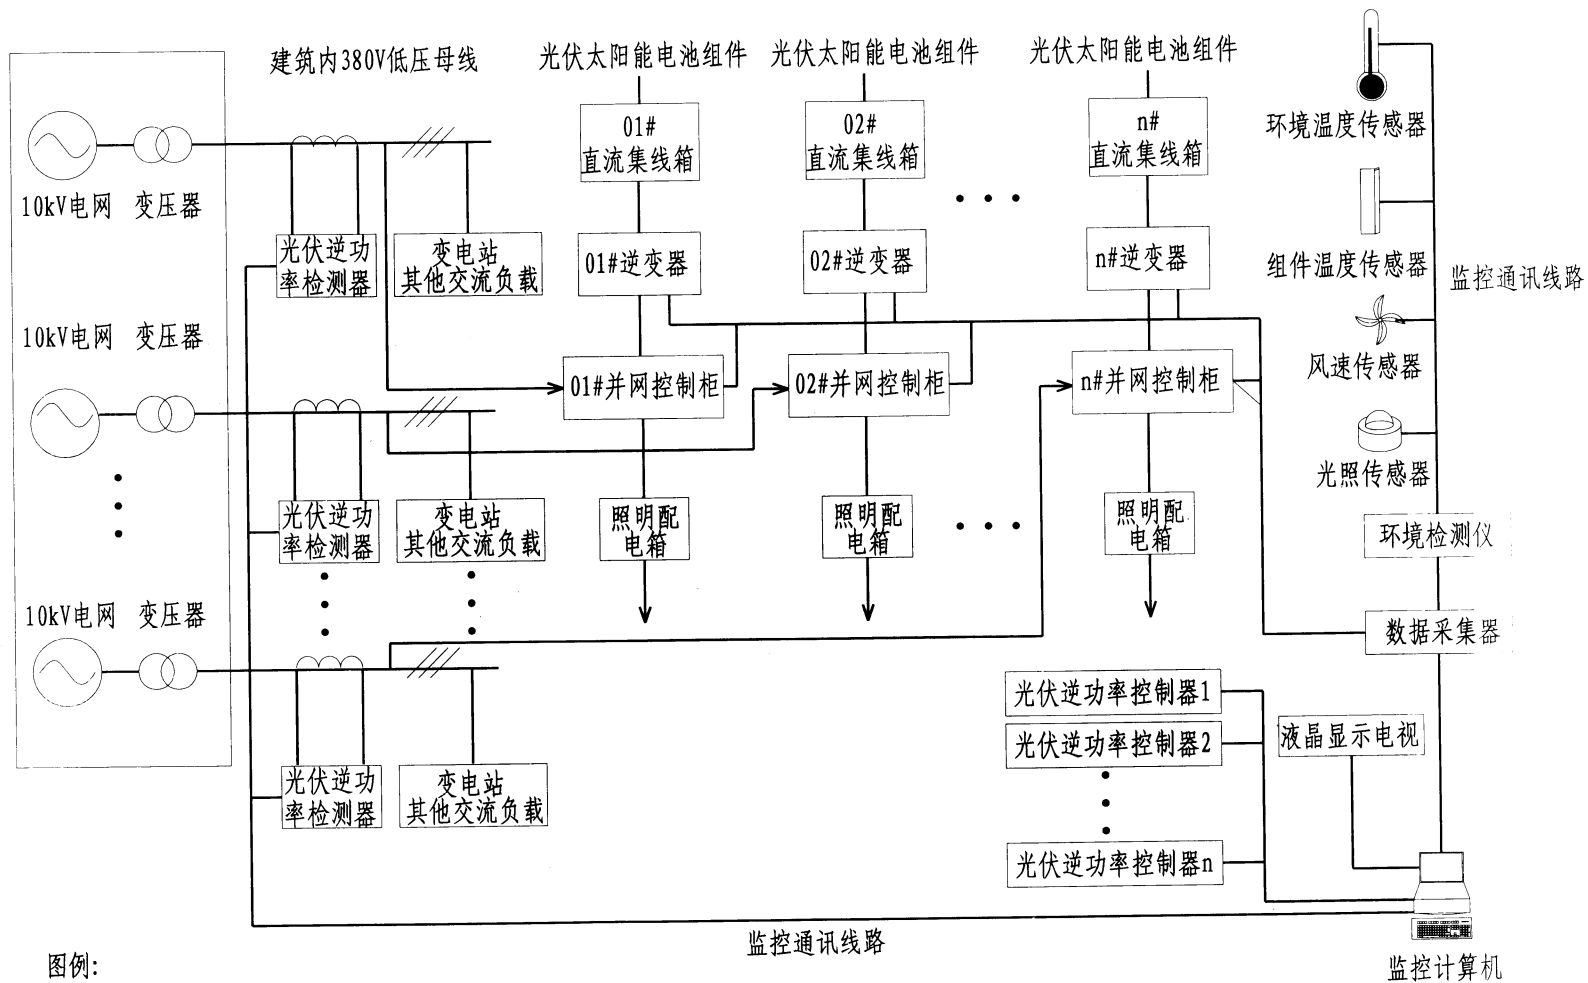 建筑内380V低压母线
光伏太阳能电池组件
光伏太阳能电池组件
光伏太阳能电池组件
01#
直流集线箱
02#
直流集线箱
n#
直流集线箱
环境温度传感器
10kV电网 变压器
光伏逆功
率检测器
变电站
其他交流负载
01#逆变器
02#逆变器
n#逆变器
组件温度传感器
监控通讯线路
10kV电网 变压器
风速传感器
01#并网控制柜
02#并网控制柜
n#并网控制柜
光照传感器
光伏逆功
率检测器
变电站
其他交流负载
照明配
电箱
照明配
电箱
照明配
电箱
环境检测仪
10kV电网 变压器
数据采集器
光伏逆功率控制器1
光伏逆功率控制器2
液晶显示电视
光伏逆功
率检测器
变电站
其他交流负载
光伏逆功率控制器n
监控通讯线路
监控计算机
图例: